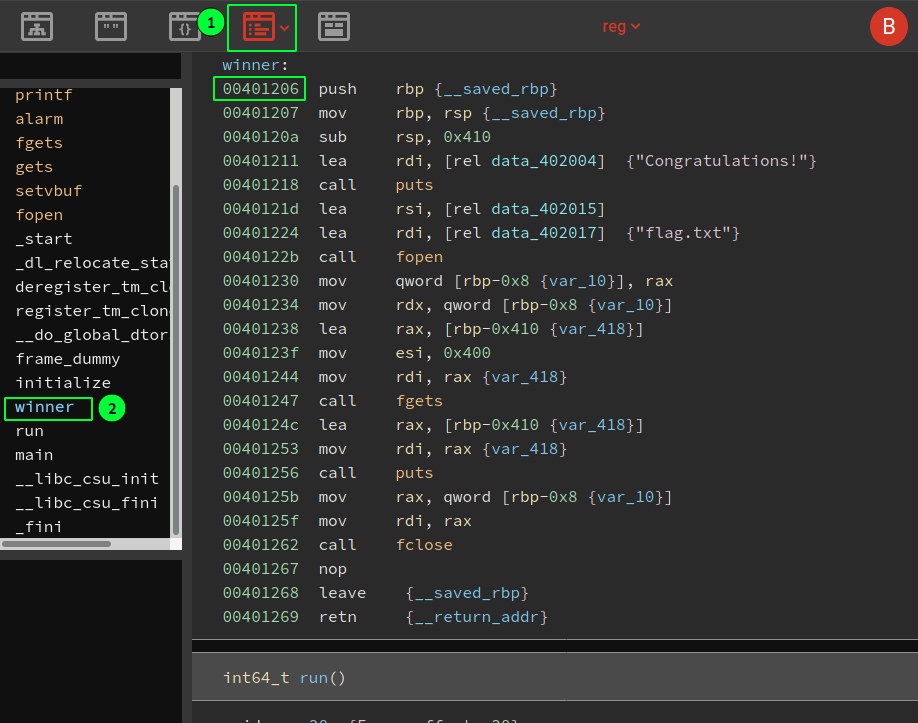 1
reg
B
winner:
00401206 push rbp {__saved_rbp}
00401207 mov rbp, rsp {__saved_rbp}
0040120a sub rsp, 0x410
00401211 lea rdi, [rel data_402004] {"Congratulations!"}
00401218 call puts
0040121d lea rsi, [rel data_402015]
00401224 lea rdi, [rel data_402017] {"flag.txt"}
0040122b call fopen
00401230 mov qword [rbp-0x8 {var_10}], rax
00401234 mov rdx, qword [rbp-0x8 {var_10}]
00401238 lea rax, [rbp-0x410 {var_418}]
0040123f mov esi, 0x400
00401244 mov rdi, rax {var_418}
00401247 call fgets
0040124c lea rax, [rbp-0x410 {var_418}]
00401253 mov rdi, rax {var_418}
00401256 call puts
0040125b mov rax, qword [rbp-0x8 {var_10}]
0040125f mov rdi, rax
00401262 call fclose
00401267 nop
00401268 leave {__saved_rbp}
00401269 retn {__return_addr}
int64_t run()
printf
alarm
fgets
gets
setvbuf
fopen
_start
_dl_relocate_sta
deregister_tm_cl
register_tm_clon
__do_global_dtor
frame_dummy
initialize
winner
2
run
main
__libc_csu_init
__libc_csu_fini
_fini